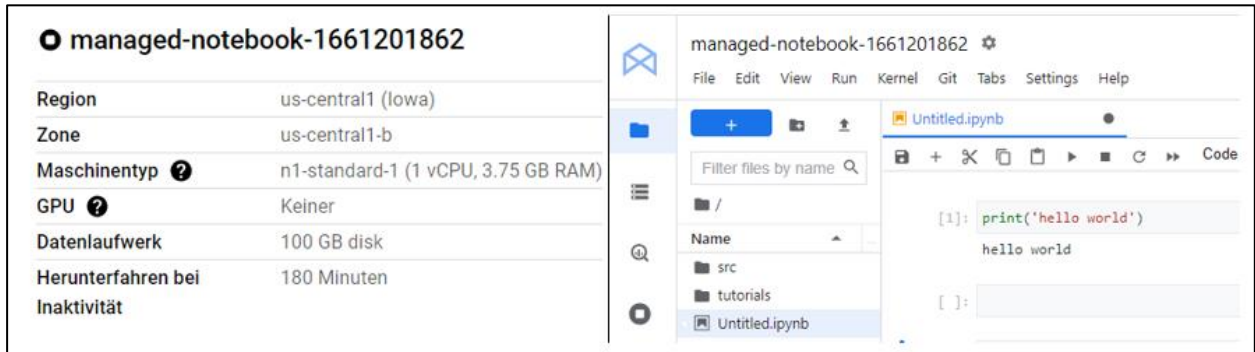 managed-notebook-1661201862
Region us-central1 (Iowa)
Zone us-central1-b
Maschinentyp ? n1-standard-1 (1 vCPU, 3.75 GB RAM)
GPU ? Keiner
Datenlaufwerk 100 GB disk
Herunterfahren bei 180 Minuten
Inaktivität
managed-notebook-1661201862
File Edit View Run Kernel Git Tabs Settings Help
+
Filter files by name
/
Name
src
tutorials
Untitled.ipynb
Untitled.ipynb
+ Code
[1]: print('hello world')
hello world
[ ]: